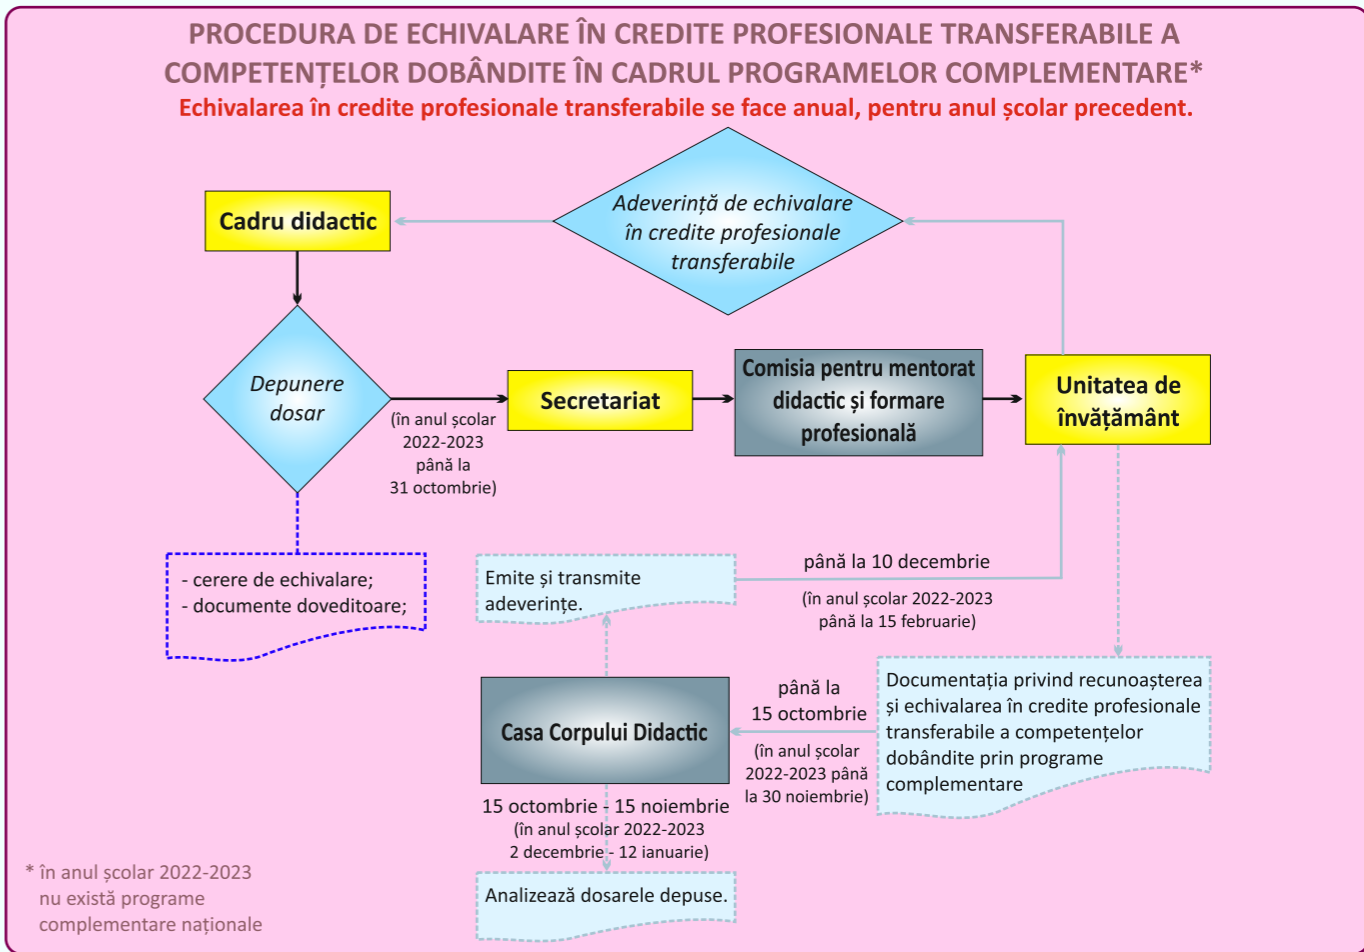 PROCEDURA DE ECHIVALARE ÎN CREDITE PROFESIONALE TRANSFERABILE A
COMPETENȚELOR DOBÂNDITE ÎN CADRUL PROGRAMELOR COMPLEMENTARE*
Echivalarea în credite profesionale transferabile se face anual, pentru anul școlar precedent.
Cadru didactic
Adeverință de echivalare
în credite profesionale
transferabile
Depunere
dosar
(în anul școlar
2022-2023
până la
31 octombrie)
Secretariat
Comisia pentru mentorat
didactic și formare
profesională
Unitatea de
învățământ
- cerere de echivalare;
- documente doveditoare;
Emite și transmite
adeverințe.
până la 10 decembrie
(în anul școlar 2022-2023
până la 15 februarie)
Casa Corpului Didactic
până la
15 octombrie
(în anul școlar
2022-2023 până
la 30 noiembrie)
Documentația privind recunoașterea
și echivalarea în credite profesionale
transferabile a competențelor
dobândite prin programe
complementare
15 octombrie - 15 noiembrie
(în anul școlar 2022-2023
2 decembrie - 12 ianuarie)
Analizează dosarele depuse.
* în anul școlar 2022-2023
nu există programe
complementare naționale